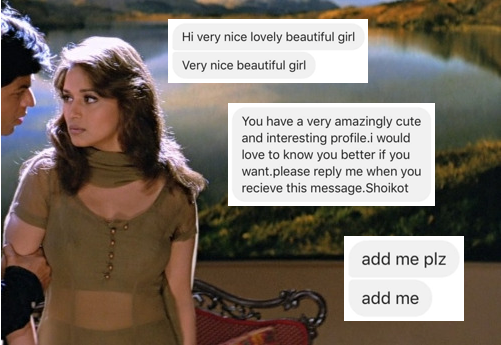 Hi very nice lovely beautiful girl
Very nice beautiful girl
You have a very amazingly cute
and interesting profile.i would
love to know you better if you
want.please reply me when you
recieve this message.Shoikot
add me plz
add me